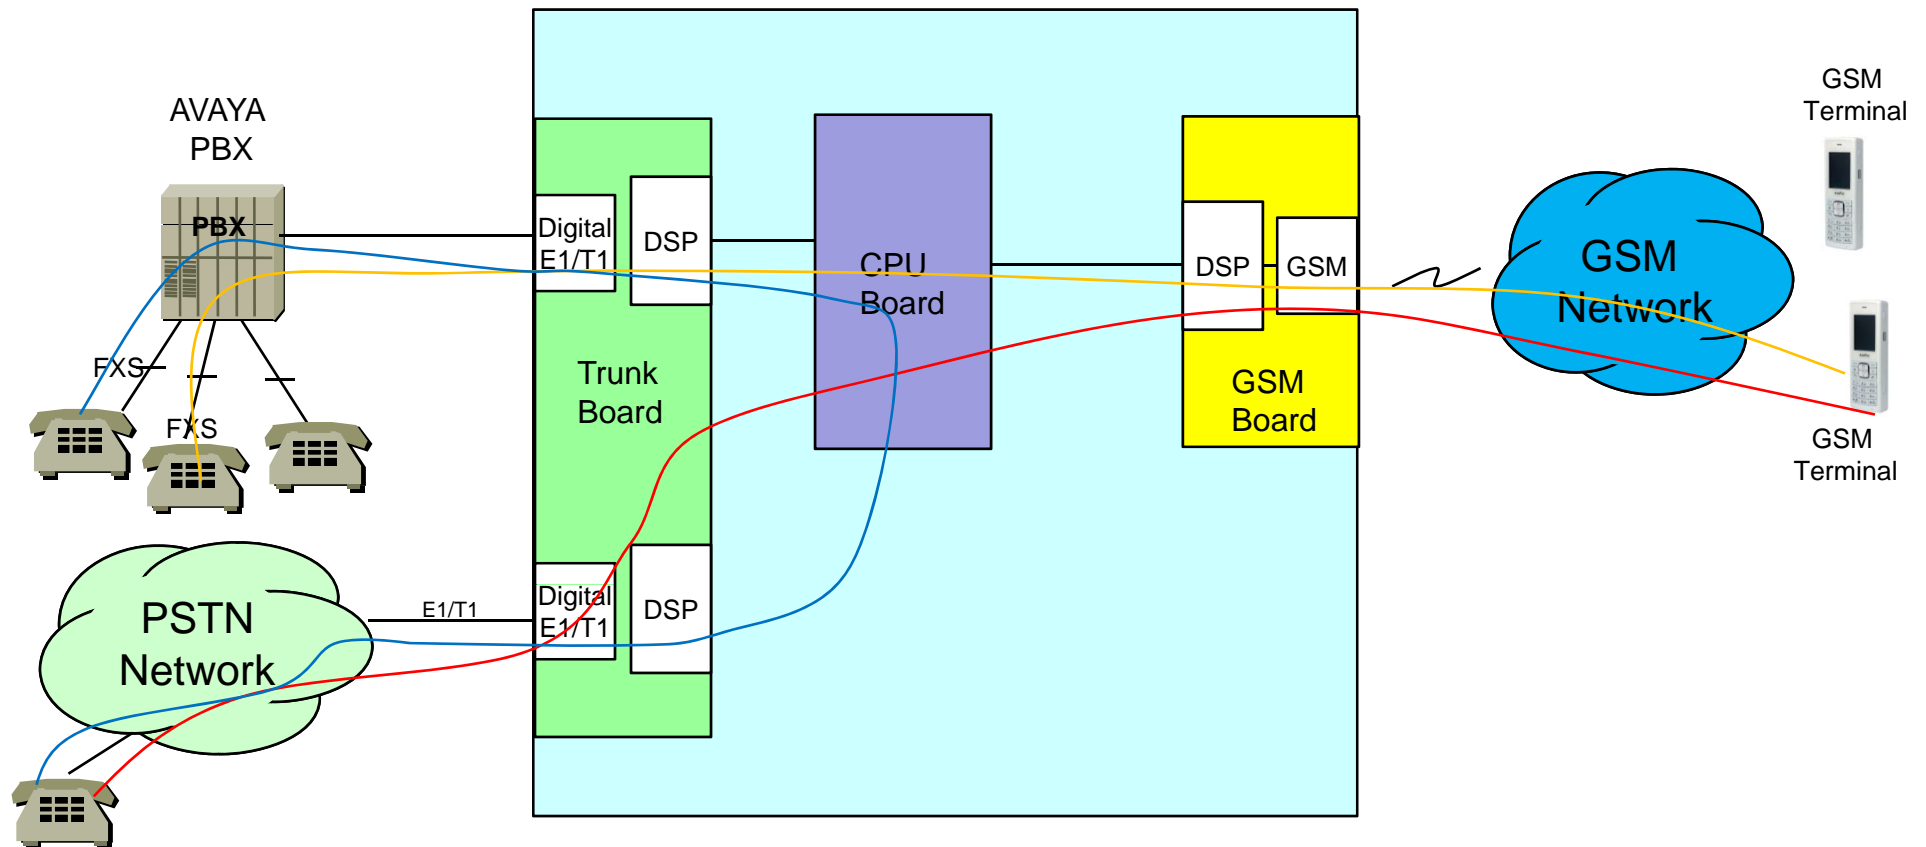 AVAYA
PBX
PBX
FXS
FXS
Digital
E1/T1
DSP
Trunk
Board
Digital
E1/T1
DSP
CPU
Board
DSP
GSM
GSM
Board
GSM
Network
GSM
Terminal
GSM
Terminal
PSTN
Network
E1/T1